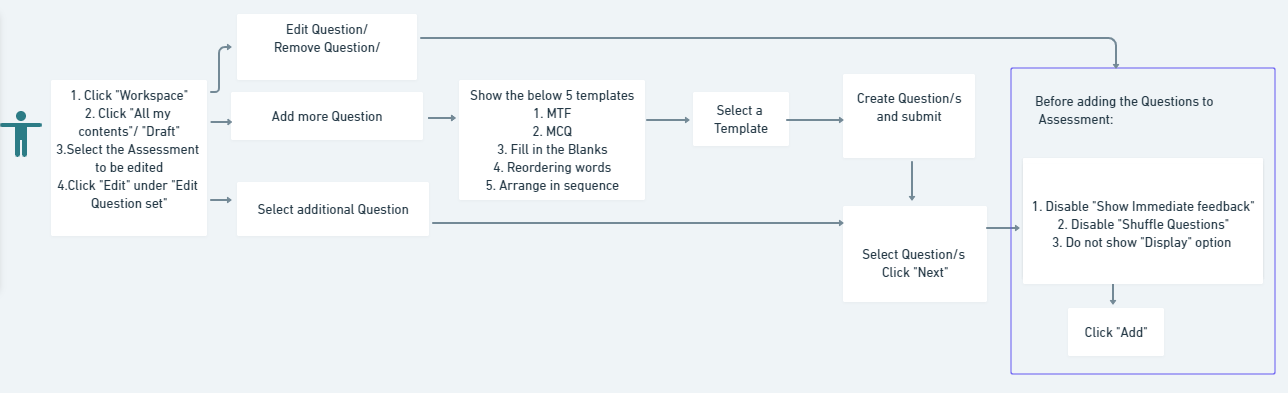 Edit Question/
Remove Question/
1. Click "Workspace"
2. Click "All my
contents"/ "Draft"
3.Select the Assessment
to be edited
4.Click "Edit" under "Edit
Question set"
Add more Question
Select additional Question
Show the below 5 templates
1. MTF
2. MCQ
3. Fill in the Blanks
4. Reordering words
5. Arrange in sequence
Select a
Template
Create Question/s
and submit
Select Question/s
Click "Next"
Before adding the Questions to
Assessment:
1. Disable "Show Immediate feedback"
2. Disable "Shuffle Questions"
3. Do not show "Display" option
Click "Add"